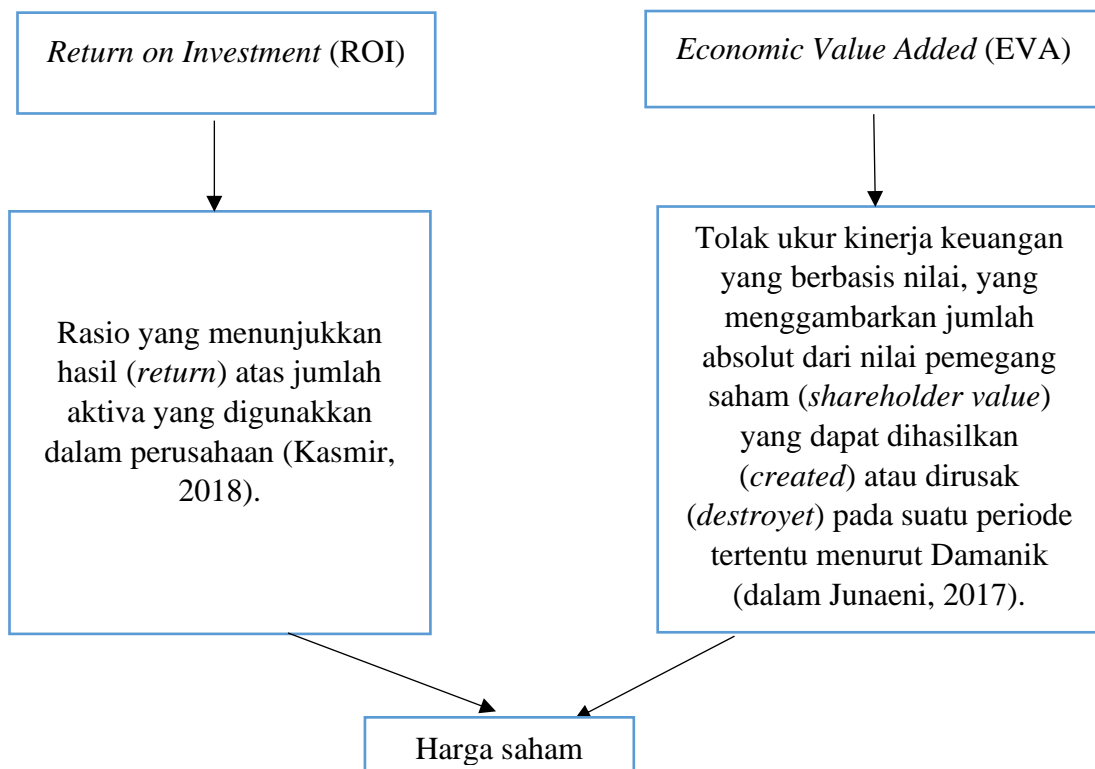 Return on Investment (ROI)
Economic Value Added (EVA)
Rasio yang menunjukkan
hasil (return) atas jumlah
aktiva yang digunakkan
dalam perusahaan (Kasmir,
2018).
Tolak ukur kinerja keuangan
yang berbasis nilai, yang
menggambarkan jumlah
absolut dari nilai pemegang
saham (shareholder value)
yang dapat dihasilkan
(created) atau dirusak
(destroyet) pada suatu periode
tertentu menurut Damanik
(dalam Junaeni, 2017).
Harga saham